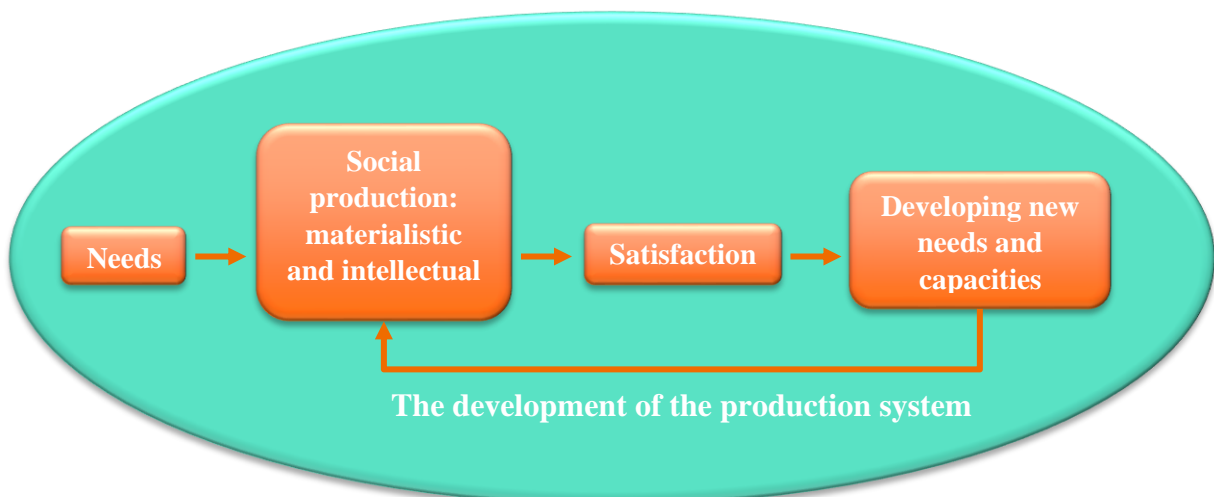 Needs
Social
production:
materialistic
and intellectual
Satisfaction
Developing new
needs and
capacities
The development of the production system